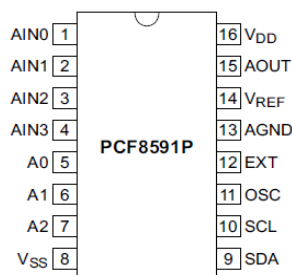 AIN0 1 16 VDD
AIN1 2 15 AOUT
AIN2 3 14 VREF
AIN3 4 13 AGND
PCF8591P
A0 5 12 EXT
A1 6 11 OSC
A2 7 10 SCL
VSS 8 9 SDA